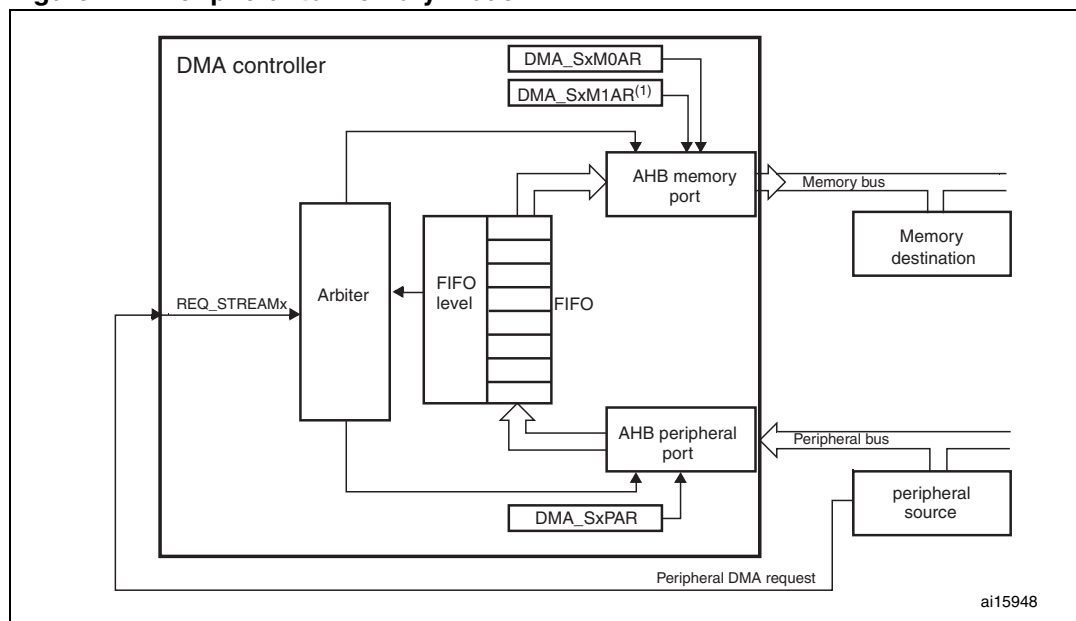 DMA controller
DMA_SxM0AR
DMA_SxM1AR(1)
AHB memory
port
Memory bus
Memory
destination
REQ_STREAMx
Arbiter
FIFO
level
FIFO
AHB peripheral
port
Peripheral bus
peripheral
source
DMA_SxPAR
Peripheral DMA request
ai15948